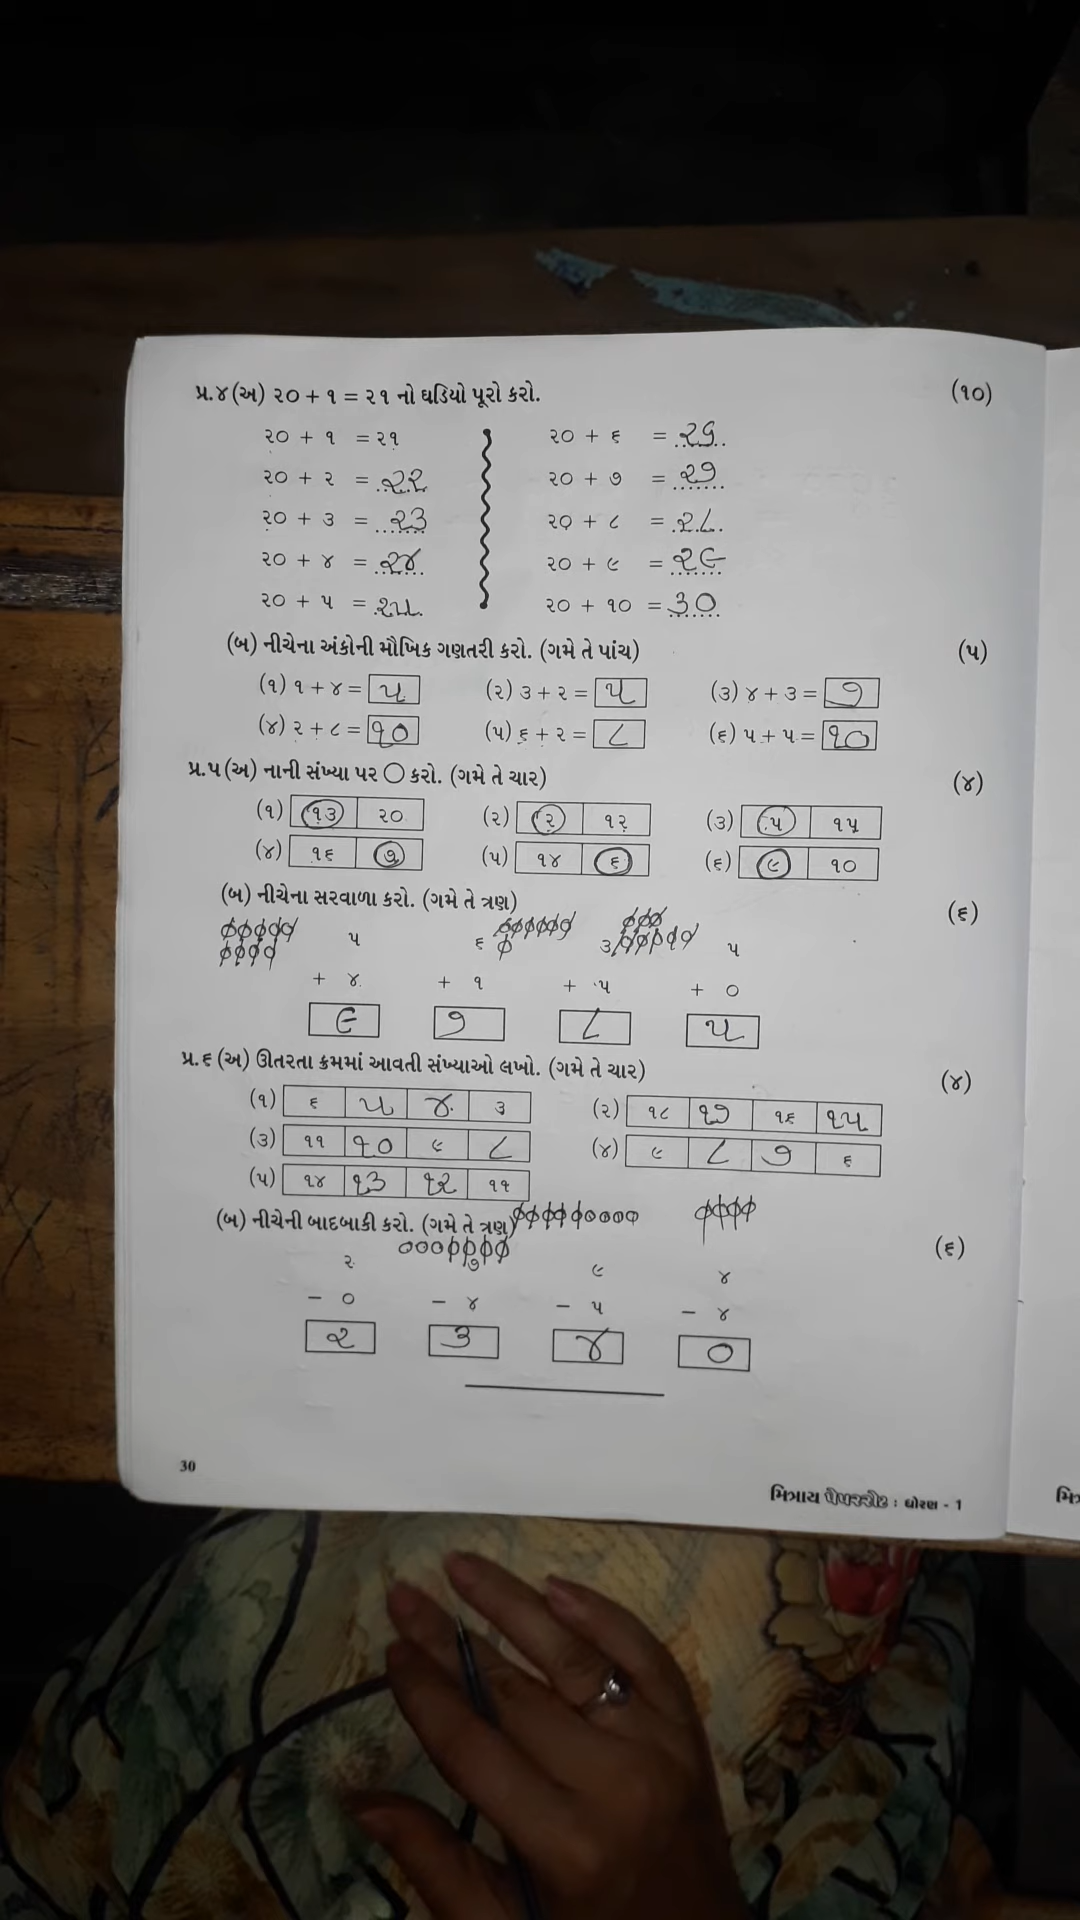 પ્ર.૪(અ) ૨૦ + ૧ = ૨૧ નો ઘડિયો પૂરો કરો. (૧૦)
૨૦ + ૧ = ૨૧ ૨૦ + ૬ = ૨૬
૨૦ + ૨ = ૨૨ ૨૦ + ૭ = ૨૭
૨૦ + ૩ = ૨૩ ૨૦ + ૮ = ૨૮
૨૦ + ૪ = ૨૪ ૨૦ + ૯ = ૨૯
૨૦ + ૫ = ૨૫ ૨૦ + ૧૦ = ૩૦
(બ) નીચેના અંકોની મૌખિક ગણતરી કરો. (ગમે તે પાંચ) (૫)
(૧) ૧ + ૪ = ૫ (૨) ૩ + ૨ = ૫ (૩) ૪ + ૩ = ૭
(૪) ૨ + ૮ = ૧૦ (૫) ૬ + ૨ = ૮ (૬) ૫ + ૫ = ૧૦
પ્ર.૫(અ) નાની સંખ્યા પર ◯ કરો. (ગમે તે ચાર) (૪)
(૧) ૧૩ ૨૦ (૨) ૨ ૧૨ (૩) ૫ ૧૫
(૪) ૧૬ ૭ (૫) ૧૪ ૬ (૬) ૯ ૧૦
(બ) નીચેના સરવાળા કરો. (ગમે તે ત્રણ) (૬)
૫ ૬ ૩ ૫
+ ૪ + ૧ + ૫ + ૦
૯ ૭ ૮ ૫
પ્ર.૬(અ) ઊતરતા ક્રમમાં આવતી સંખ્યાઓ લખો. (ગમે તે ચાર) (૪)
(૧) ૬ ૫ ૪ ૩ (૨) ૧૮ ૧૭ ૧૬ ૧૫
(૩) ૧૧ ૧૦ ૯ ૮ (૪) ૯ ૮ ૭ ૬
(૫) ૧૪ ૧૩ ૧૨ ૧૧
(બ) નીચેની બાદબાકી કરો. (ગમે તે ત્રણ) (૬)
૨ ૭ ૯ ૪
– ૦ – ૪ – ૫ – ૪
૨ ૩ ૪ ૦
30
મિત્રાય પેપરસેટ : ધોરણ - 1
મિત્ર